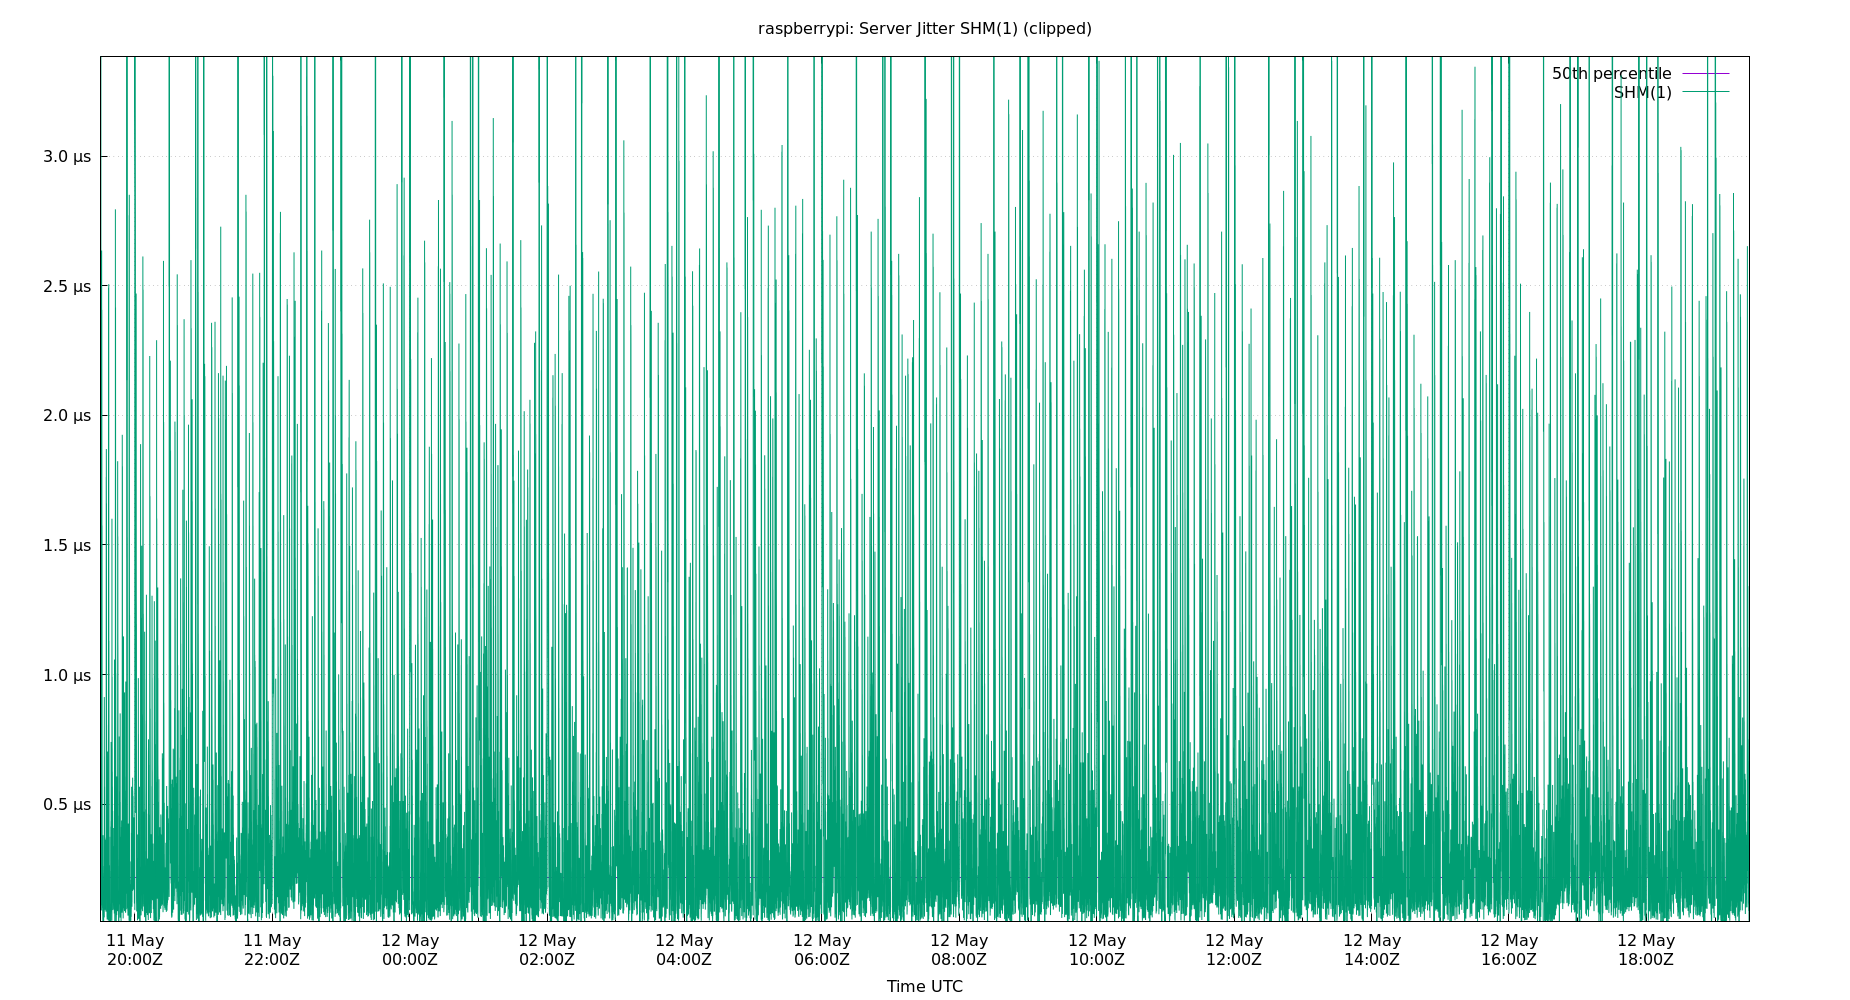 raspberrypi: Server Jitter SHM(1) (clipped)
50th percentile
SHM(1)
3.0 µs
2.5 µs
2.0 µs
1.5 µs
1.0 µs
0.5 µs
11 May 11 May 12 May 12 May 12 May 12 May 12 May 12 May 12 May 12 May 12 May 12 May
20:00Z 22:00Z 00:00Z 02:00Z 04:00Z 06:00Z 08:00Z 10:00Z 12:00Z 14:00Z 16:00Z 18:00Z
Time UTC